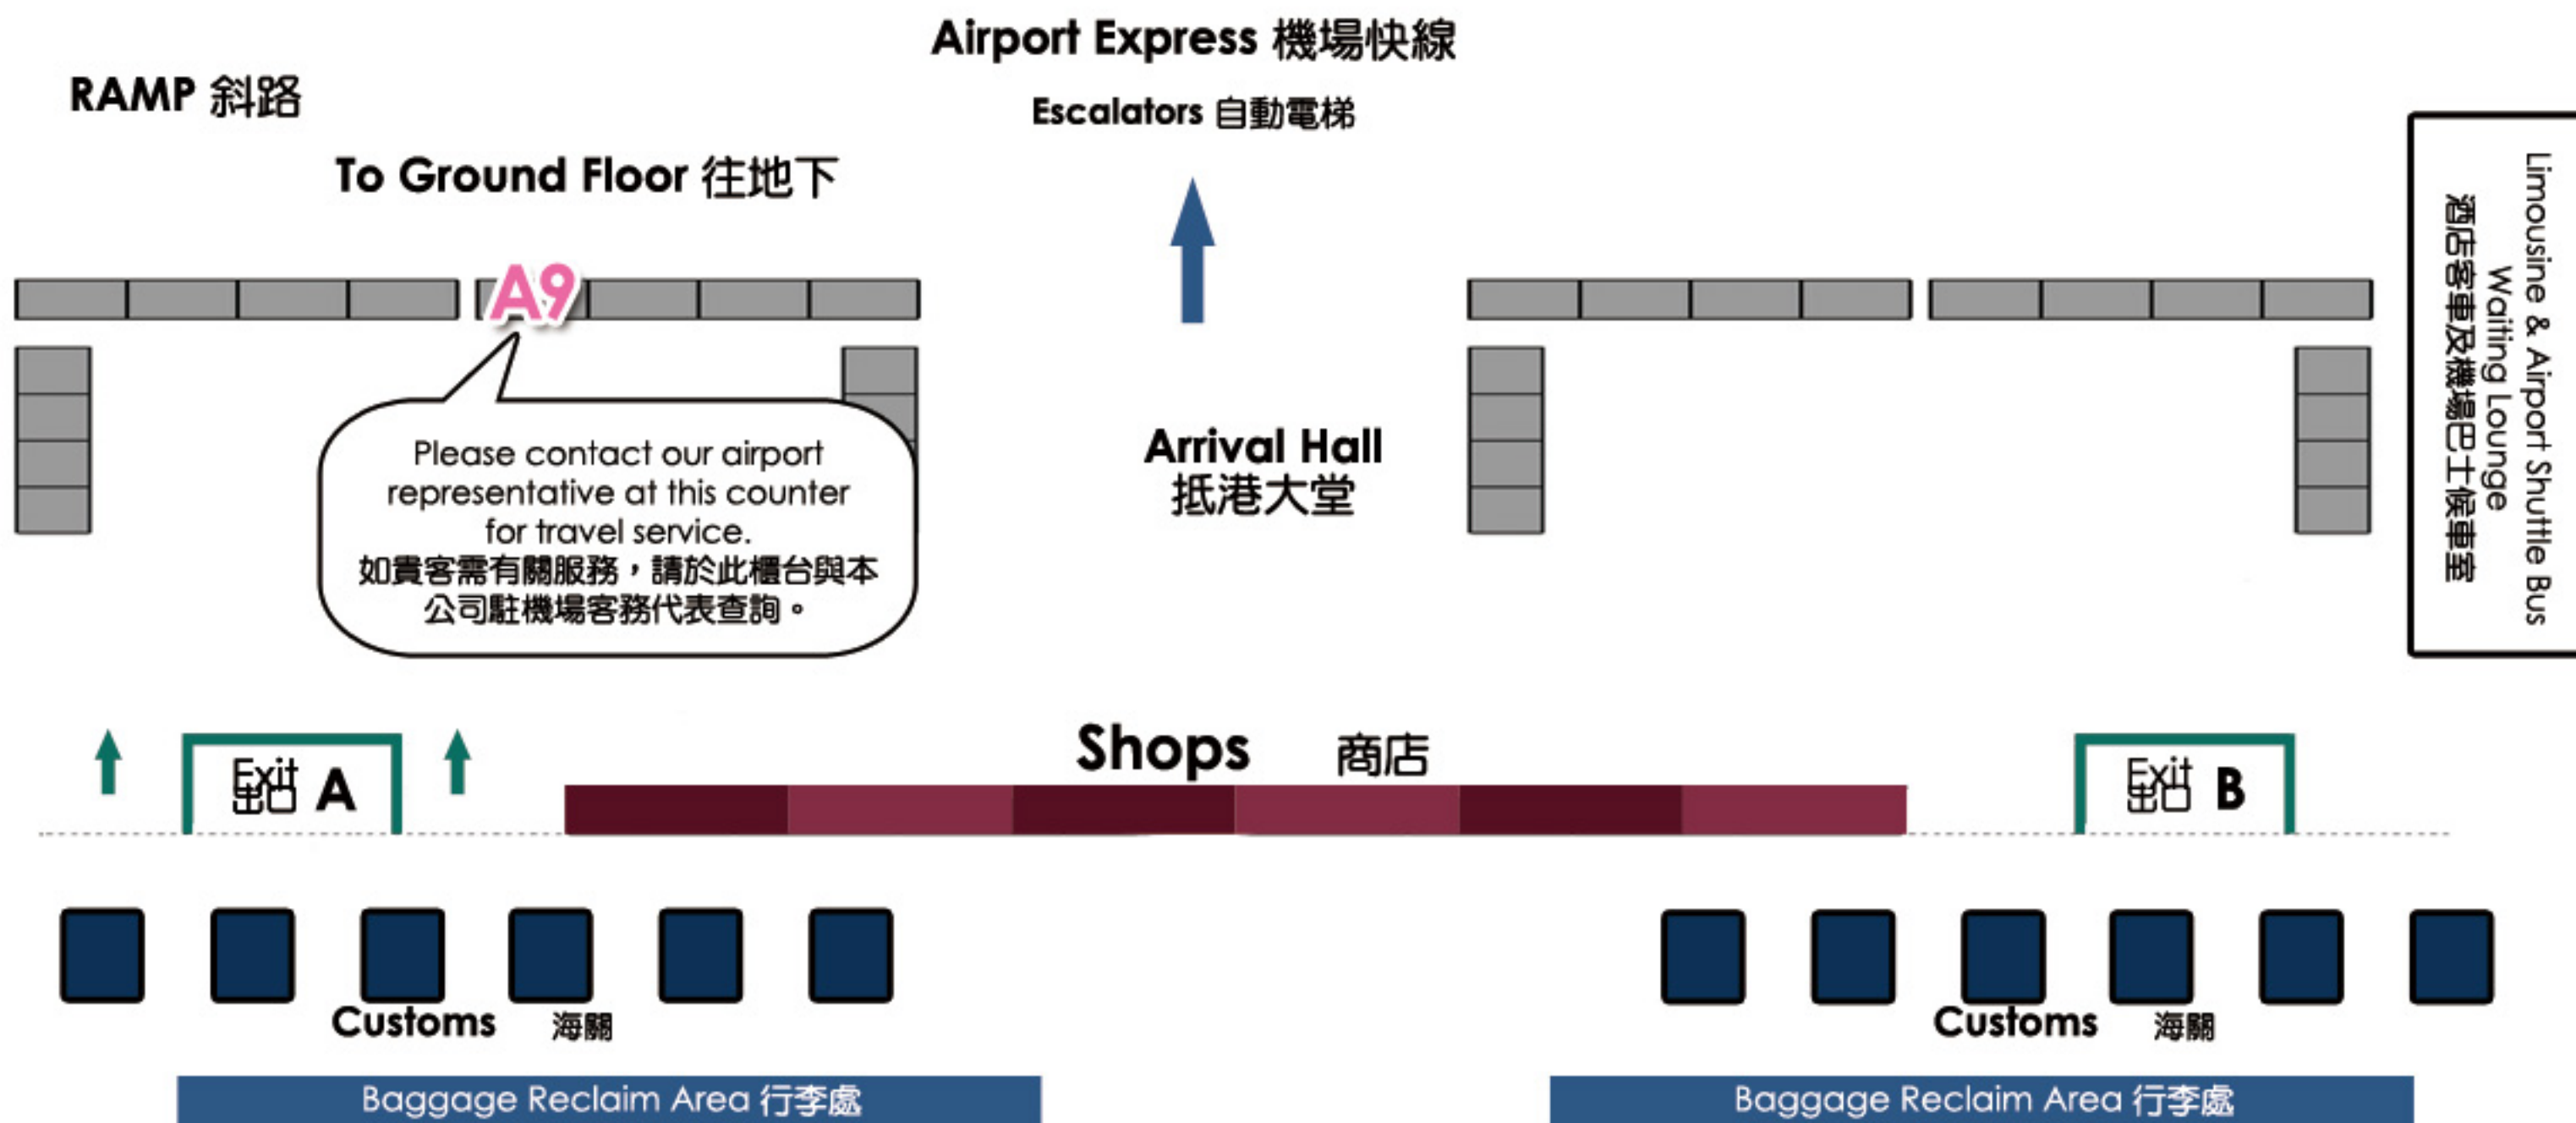 Airport Express 機場快線
RAMP 斜路
Escalators 自動電梯
To Ground Floor 往地下
A9
Please contact our airport
representative at this counter
for travel service.
如貴客需有關服務，請於此櫃台與本
公司駐機場客務代表查詢。
Arrival Hall
抵港大堂
Limousine & Airport Shuttle Bus
Waiting Lounge
酒店客車及機場巴士候車室
Shops 商店
Exit
出口 A
Exit
出口 B
Customs 海關
Customs 海關
Baggage Reclaim Area 行李處
Baggage Reclaim Area 行李處